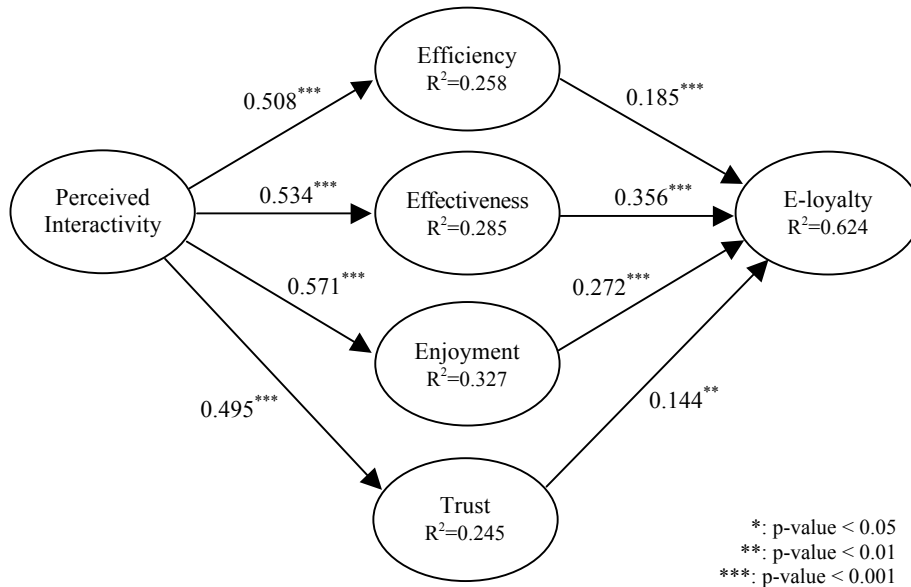 Efficiency
R²=0.258
0.508***
0.185***
Perceived
Interactivity
0.534***
Effectiveness
R²=0.285
0.356***
E-loyalty
R²=0.624
0.571***
0.272***
Enjoyment
R²=0.327
0.495***
0.144**
Trust
R²=0.245
*: p-value < 0.05
**: p-value < 0.01
***: p-value < 0.001